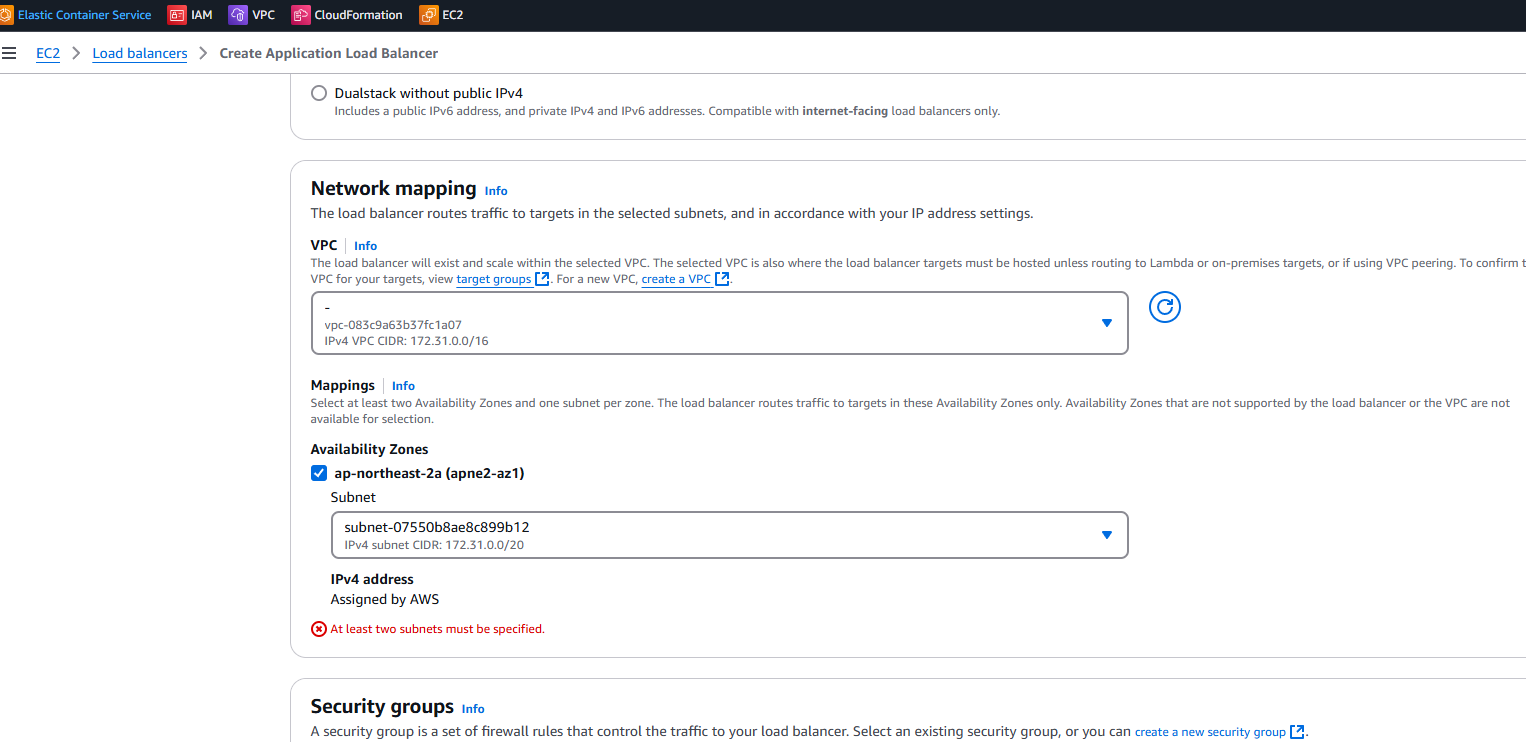 Elastic Container Service IAM VPC CloudFormation EC2
EC2 > Load balancers > Create Application Load Balancer
Dualstack without public IPv4
Includes a public IPv6 address, and private IPv4 and IPv6 addresses. Compatible with internet-facing load balancers only.
Network mapping Info
The load balancer routes traffic to targets in the selected subnets, and in accordance with your IP address settings.
VPC Info
The load balancer will exist and scale within the selected VPC. The selected VPC is also where the load balancer targets must be hosted unless routing to Lambda or on-premises targets, or if using VPC peering. To confirm t
VPC for your targets, view target groups. For a new VPC, create a VPC.
-
vpc-083c9a63b37fc1a07
IPv4 VPC CIDR: 172.31.0.0/16
Mappings Info
Select at least two Availability Zones and one subnet per zone. The load balancer routes traffic to targets in these Availability Zones only. Availability Zones that are not supported by the load balancer or the VPC are not
available for selection.
Availability Zones
ap-northeast-2a (apne2-az1)
Subnet
subnet-07550b8ae8c899b12
IPv4 subnet CIDR: 172.31.0.0/20
IPv4 address
Assigned by AWS
At least two subnets must be specified.
Security groups Info
A security group is a set of firewall rules that control the traffic to your load balancer. Select an existing security group, or you can create a new security group.